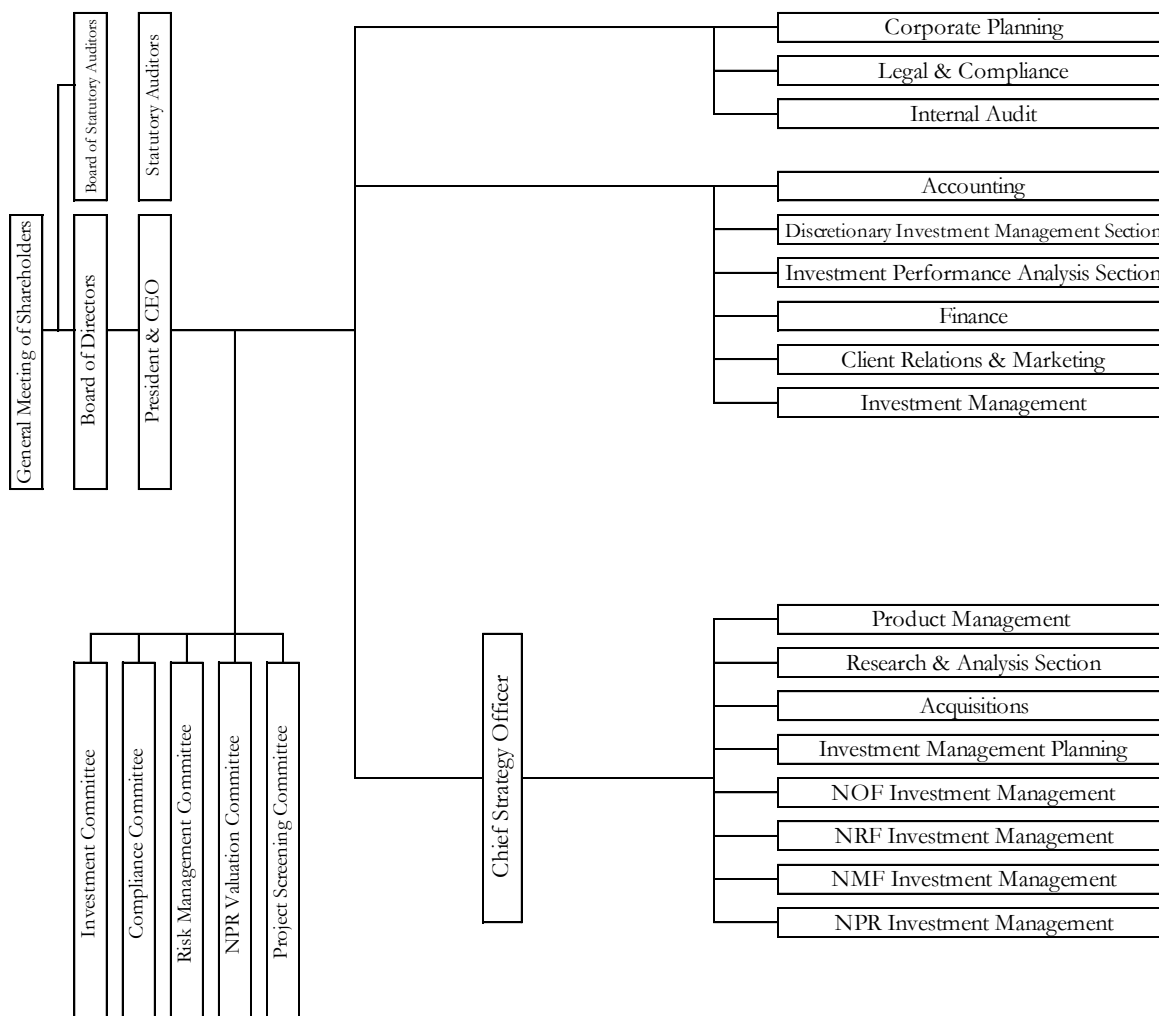 General Meeting of Shareholders
Board of Statutory Auditors
Statutory Auditors
Board of Directors
President & CEO
Corporate Planning
Legal & Compliance
Internal Audit
Accounting
Discretionary Investment Management Section
Investment Performance Analysis Section
Finance
Client Relations & Marketing
Investment Management
Investment Committee
Compliance Committee
Risk Management Committee
NPR Valuation Committee
Project Screening Committee
Chief Strategy Officer
Product Management
Research & Analysis Section
Acquisitions
Investment Management Planning
NOF Investment Management
NRF Investment Management
NMF Investment Management
NPR Investment Management